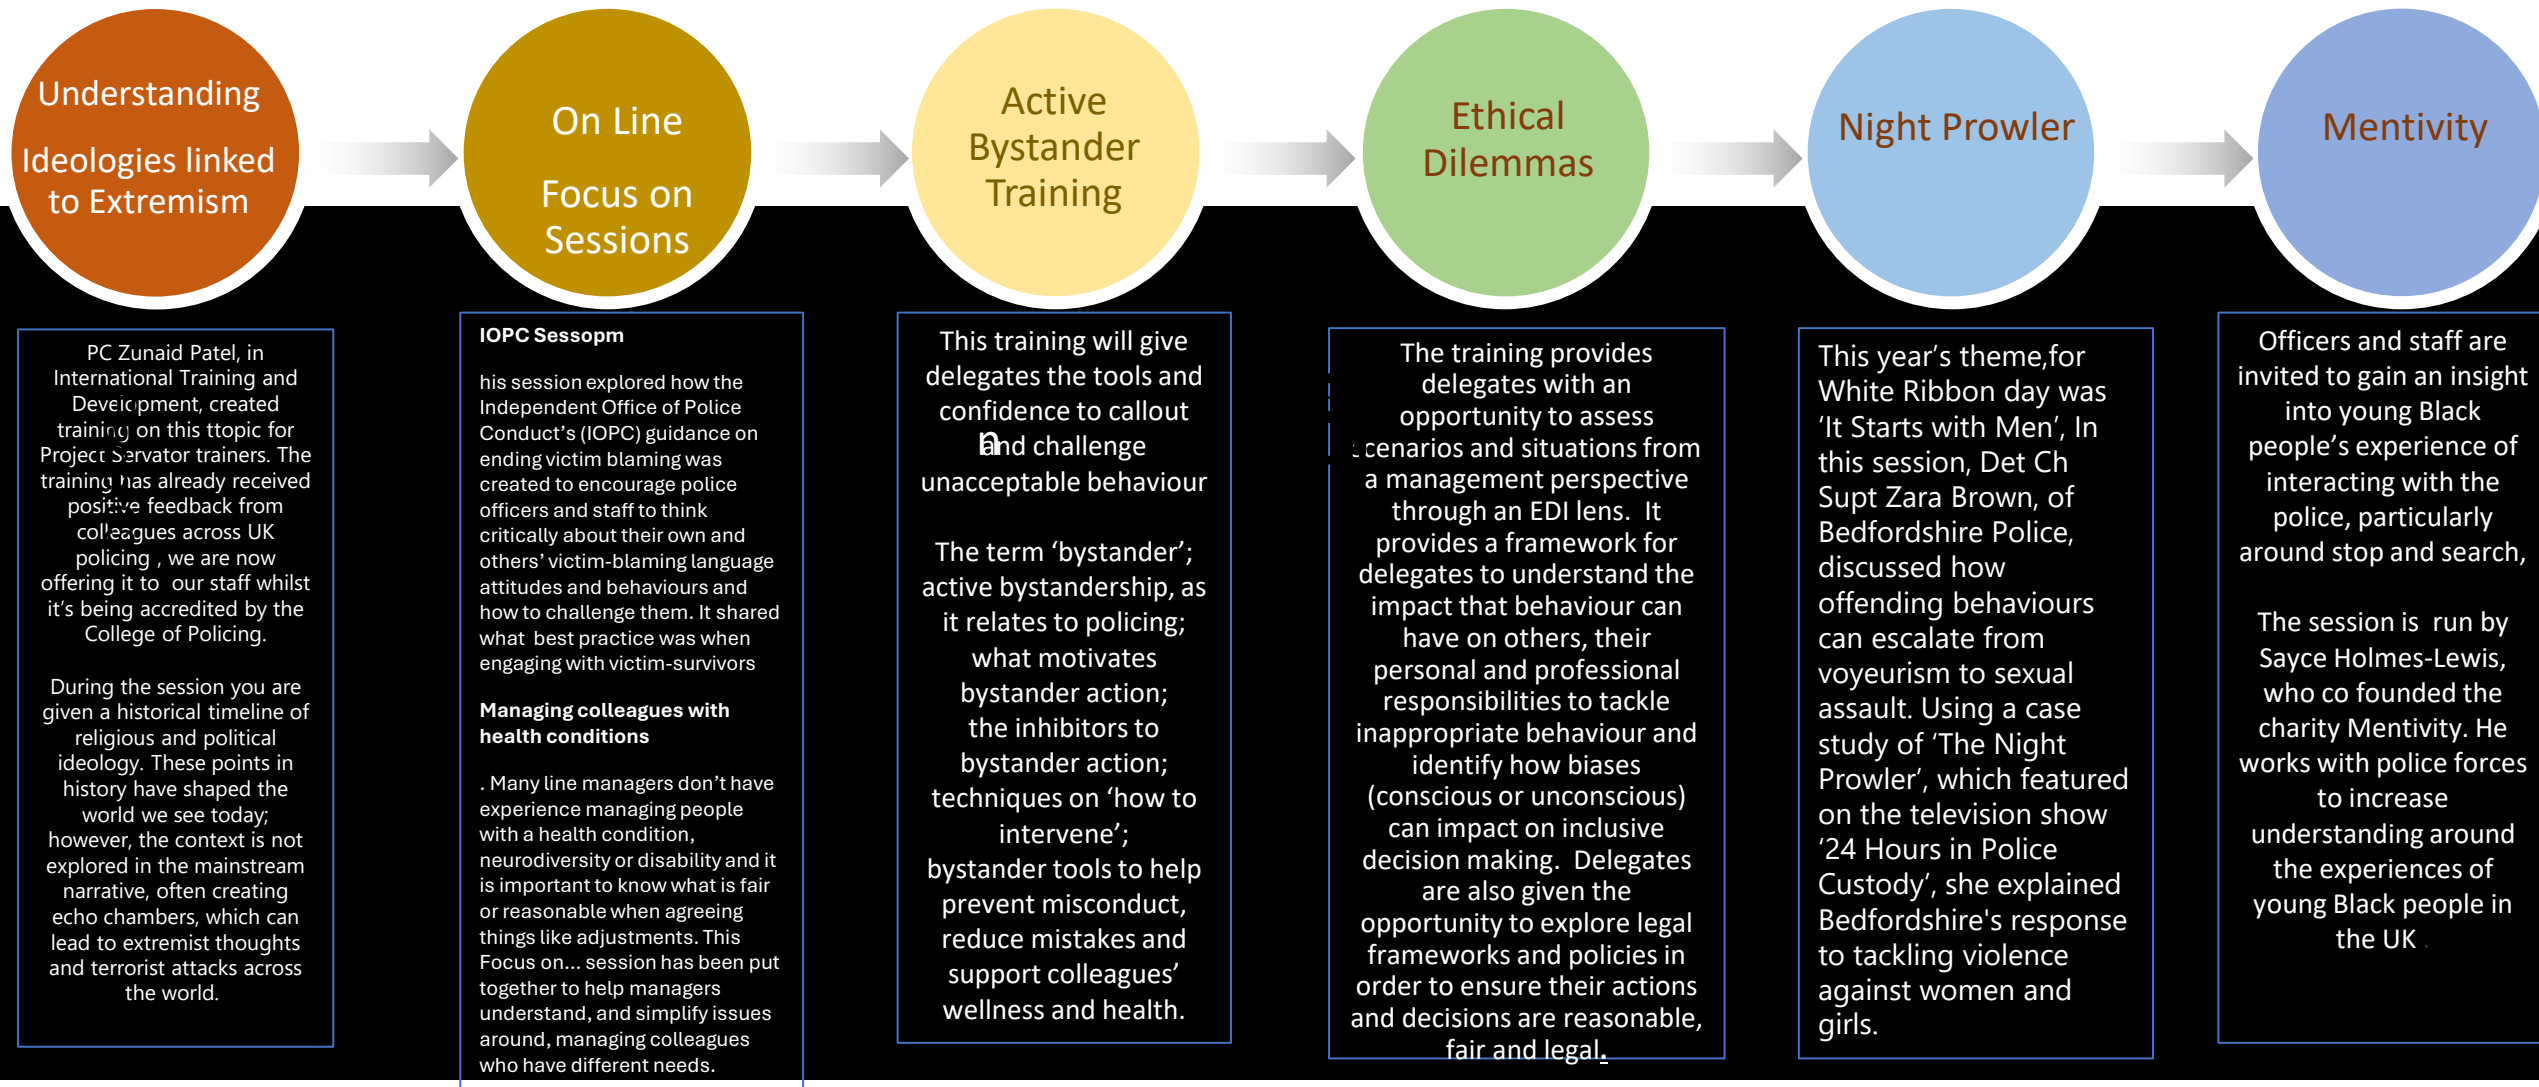 Understanding
Ideologies linked
to Extremism
On Line
Focus on
Sessions
Active
Bystander
Training
Ethical
Dilemmas
Night Prowler
Mentivity
PC Zunaid Patel, in
International Training and
Development, created
training on this ttopic for
Project Servator trainers. The
training has already received
positive feedback from
colleagues across UK
policing , we are now
offering it to our staff whilst
it's being accredited by the
College of Policing.
During the session you are
given a historical timeline of
religious and political
ideology. These points in
history have shaped the
world we see today;
however, the context is not
explored in the mainstream
narrative, often creating
echo chambers, which can
lead to extremist thoughts
and terrorist attacks across
the world.
IOPC Sessopm
his session explored how the
Independent Office of Police
Conduct's (IOPC) guidance on
ending victim blaming was
created to encourage police
officers and staff to think
critically about their own and
others' victim-blaming language
attitudes and behaviours and
how to challenge them. It shared
what best practice was when
engaging with victim-survivors
Managing colleagues with
health conditions
. Many line managers don't have
experience managing people
with a health condition,
neurodiversity or disability and it
is important to know what is fair
or reasonable when agreeing
things like adjustments. This
Focus on... session has been put
together to help managers
understand, and simplify issues
around, managing colleagues
who have different needs.
This training will give
delegates the tools and
confidence to callout
and challenge
unacceptable behaviour
The term 'bystander';
active bystandership, as
it relates to policing;
what motivates
bystander action;
the inhibitors to
bystander action;
techniques on 'how to
intervene';
bystander tools to help
prevent misconduct,
reduce mistakes and
support colleagues'
wellness and health.
The training provides
delegates with an
opportunity to assess
scenarios and situations from
a management perspective
through an EDI lens. It
provides a framework for
delegates to understand the
impact that behaviour can
have on others, their
personal and professional
responsibilities to tackle
inappropriate behaviour and
identify how biases
(conscious or unconscious)
can impact on inclusive
decision making. Delegates
are also given the
opportunity to explore legal
frameworks and policies in
order to ensure their actions
and decisions are reasonable,
fair and legal.
This year's theme,for
White Ribbon day was
'It Starts with Men', In
this session, Det Ch
Supt Zara Brown, of
Bedfordshire Police,
discussed how
offending behaviours
can escalate from
voyeurism to sexual
assault. Using a case
study of 'The Night
Prowler', which featured
on the television show
'24 Hours in Police
Custody', she explained
Bedfordshire's response
to tackling violence
against women and
girls.
Officers and staff are
invited to gain an insight
into young Black
people's experience of
interacting with the
police, particularly
around stop and search,
The session is run by
Sayce Holmes-Lewis,
who co founded the
charity Mentivity. He
works with police forces
to increase
understanding around
the experiences of
young Black people in
the UK .